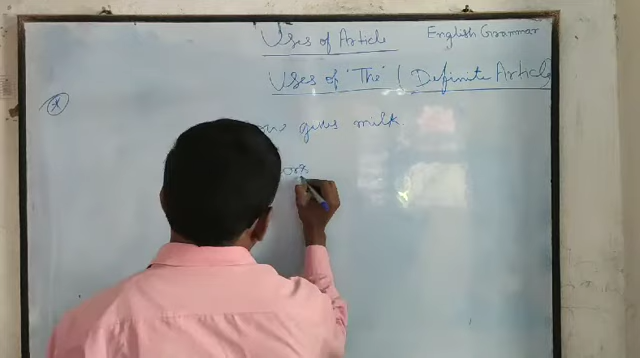 Uses of Article
English Grammar
Uses of 'The' (Definite Article
gives milk.